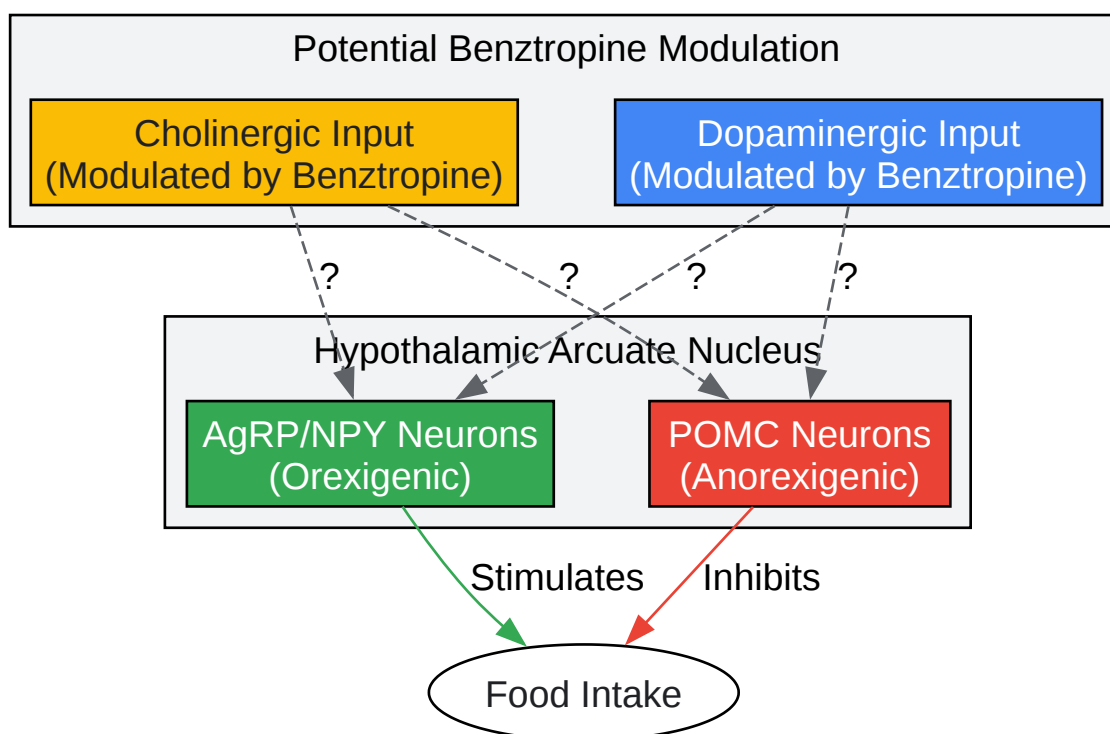 Potential Benztropine Modulation
Cholinergic Input
(Modulated by Benztropine)
Dopaminergic Input
(Modulated by Benztropine)
?
?
?
?
Hypothalamic Arcuate Nucleus
AgRP/NPY Neurons
(Orexigenic)
POMC Neurons
(Anorexigenic)
Stimulates
Inhibits
Food Intake